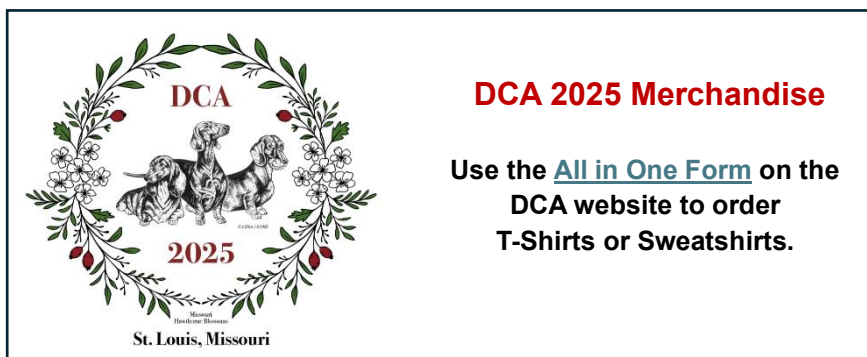 DCA
2025
Missouri
Hawthorne Blossoms
St. Louis, Missouri
DCA 2025 Merchandise
Use the All in One Form on the
DCA website to order
T-Shirts or Sweatshirts.